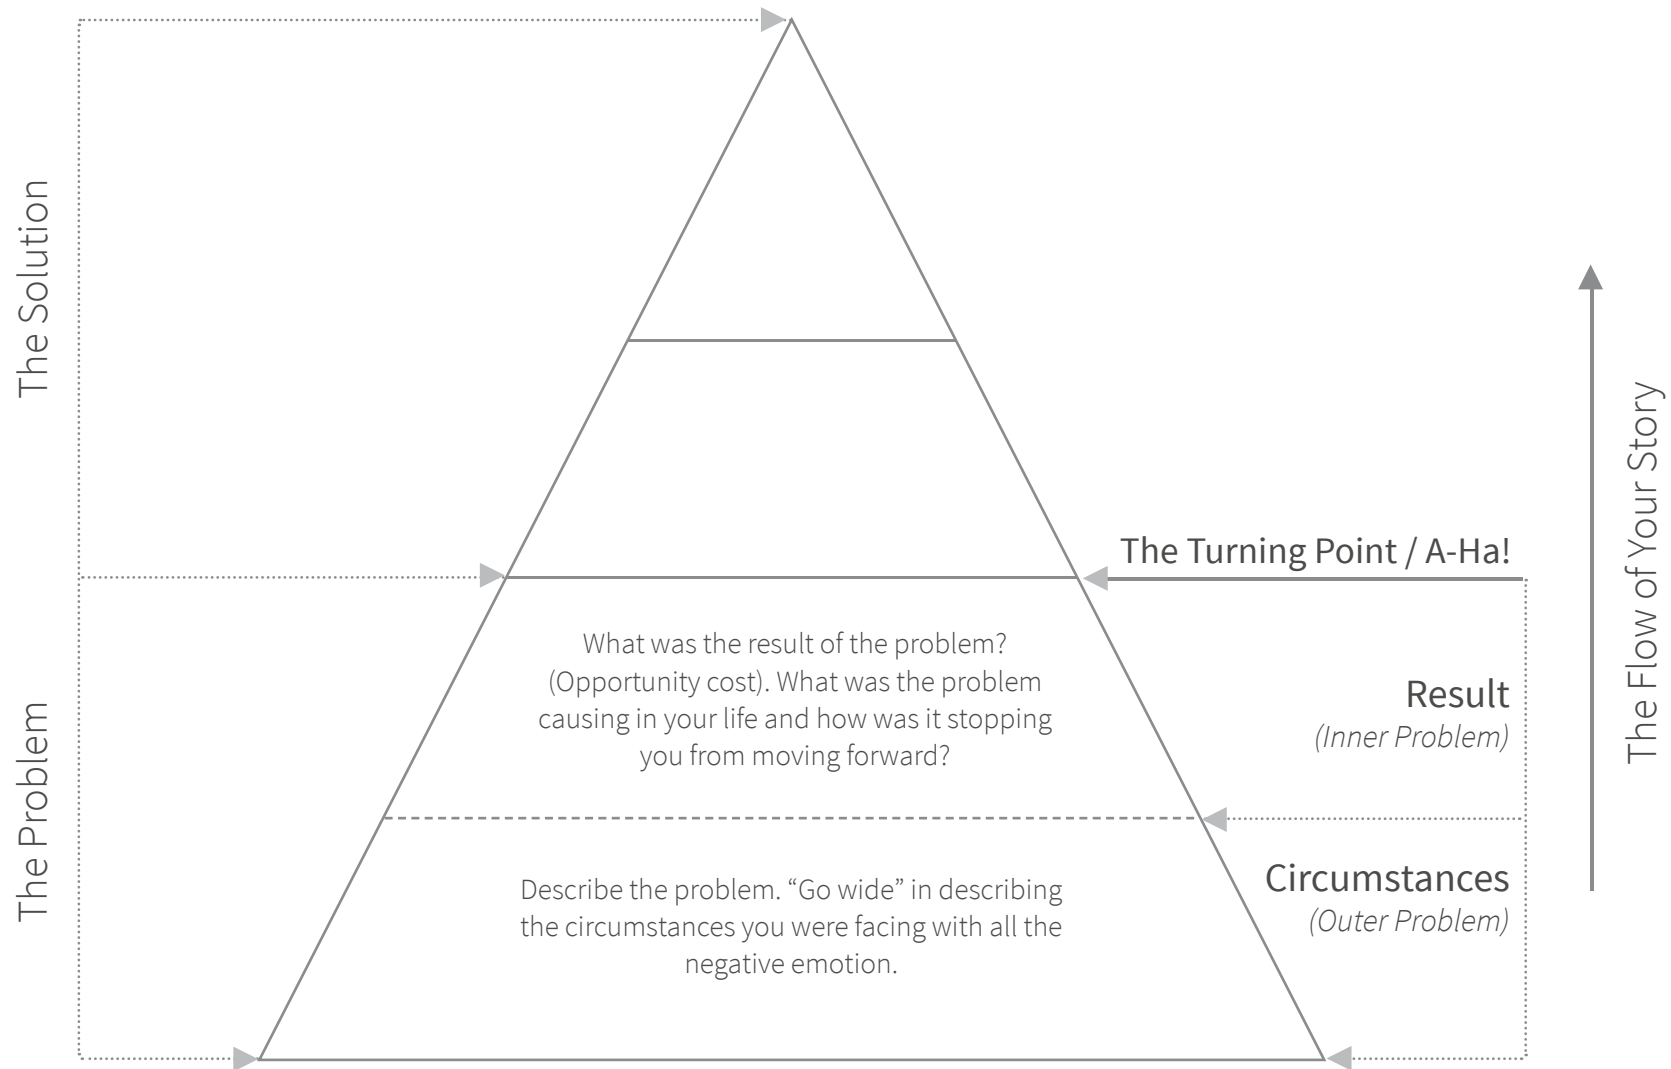 The Solution
The Problem
The Turning Point / A-Ha!
What was the result of the problem?
(Opportunity cost). What was the problem
causing in your life and how was it stopping
you from moving forward?
Result
(Inner Problem)
Describe the problem. “Go wide” in describing
the circumstances you were facing with all the
negative emotion.
Circumstances
(Outer Problem)
The Flow of Your Story